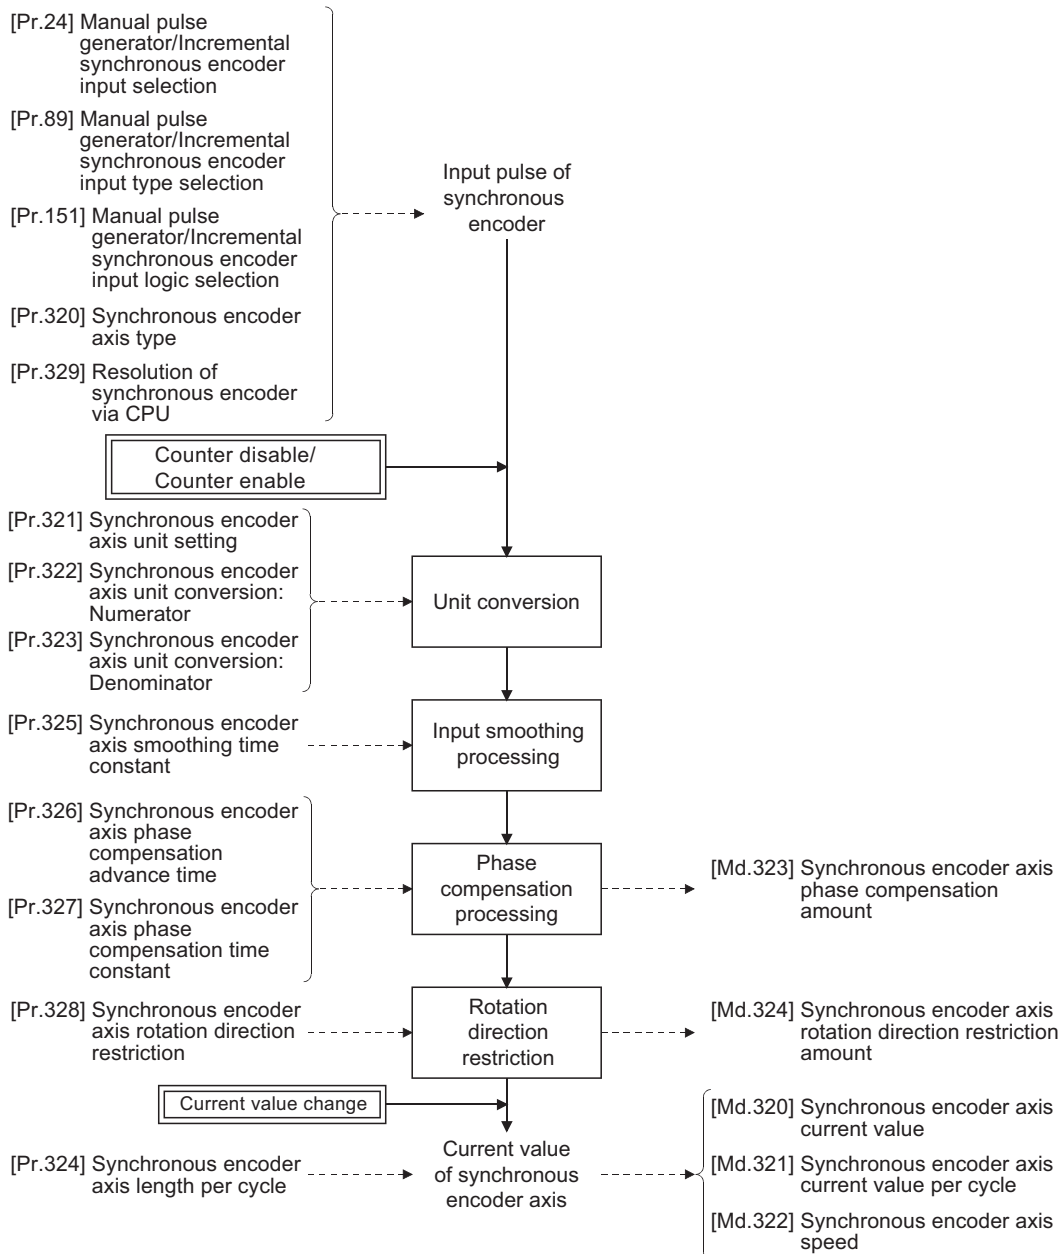 [Pr.24] Manual pulse
generator/Incremental
synchronous encoder
input selection
[Pr.89] Manual pulse
generator/Incremental
synchronous encoder
input type selection
[Pr.151] Manual pulse
generator/Incremental
synchronous encoder
input logic selection
[Pr.320] Synchronous encoder
axis type
[Pr.329] Resolution of
synchronous encoder
via CPU
Input pulse of
synchronous
encoder
Counter disable/
Counter enable
[Pr.321] Synchronous encoder
axis unit setting
[Pr.322] Synchronous encoder
axis unit conversion:
Numerator
[Pr.323] Synchronous encoder
axis unit conversion:
Denominator
Unit conversion
[Pr.325] Synchronous encoder
axis smoothing time
constant
Input smoothing
processing
[Pr.326] Synchronous encoder
axis phase
compensation
advance time
[Pr.327] Synchronous encoder
axis phase
compensation time
constant
Phase
compensation
processing
[Md.323] Synchronous encoder axis
phase compensation
amount
[Pr.328] Synchronous encoder
axis rotation direction
restriction
Rotation
direction
restriction
[Md.324] Synchronous encoder axis
rotation direction restriction
amount
Current value change
[Pr.324] Synchronous encoder
axis length per cycle
Current value
of synchronous
encoder axis
[Md.320] Synchronous encoder axis
current value
[Md.321] Synchronous encoder axis
current value per cycle
[Md.322] Synchronous encoder axis
speed